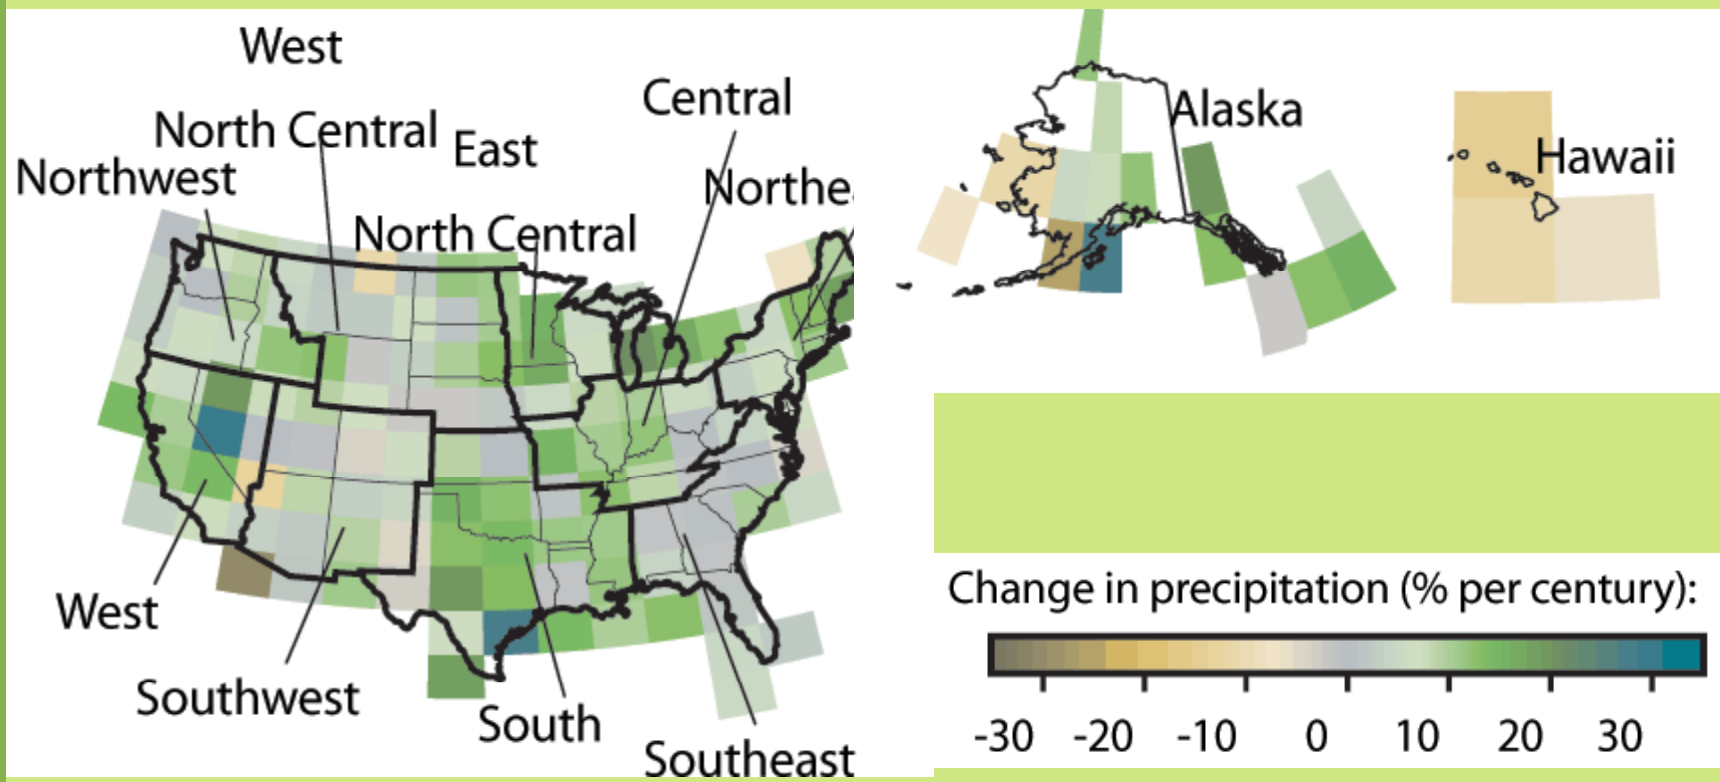 West
North Central
Northwest
East
North Central
Central
Northe
West
Southwest
South
Southeast
Alaska
Hawaii
Change in precipitation (% per century):
-30 -20 -10 0 10 20 30